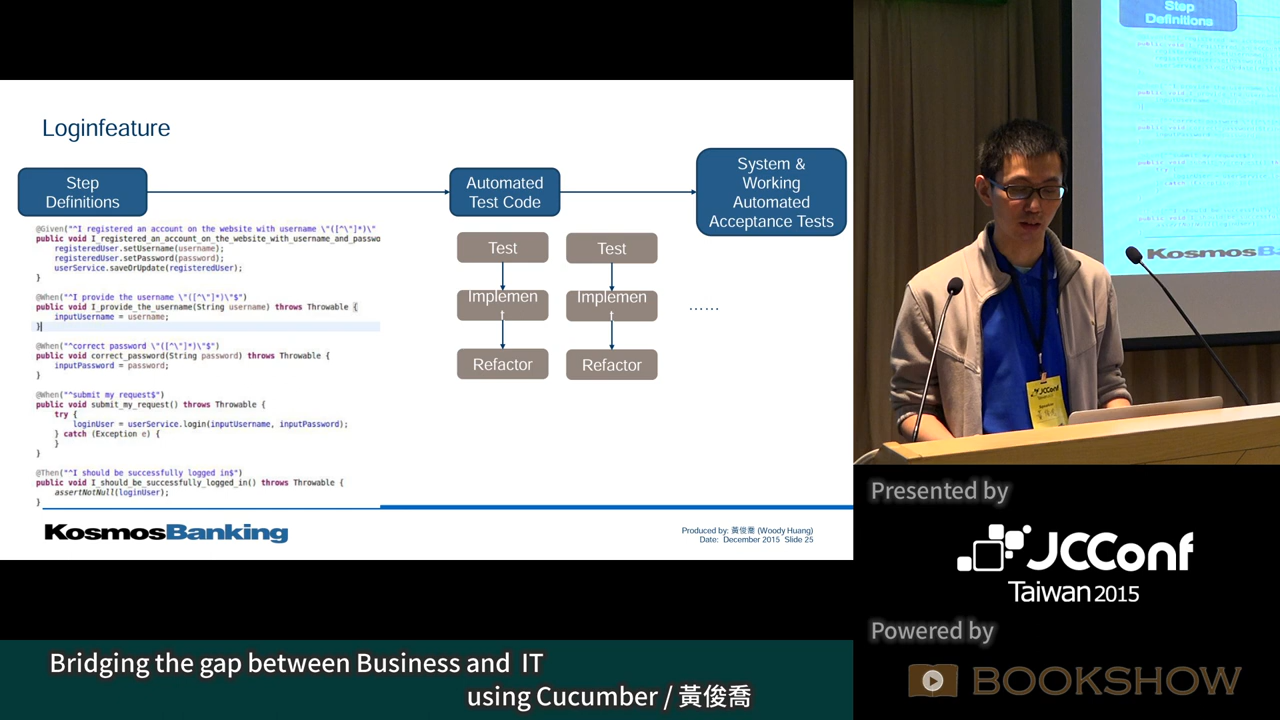 Loginfeature
Step
Definitions
Automated
Test Code
System &
Working
Automated
Acceptance Tests
@Given("^I registered an account on the website with username \"([^\"]*)\"
public void I_registered_an_account_on_the_website_with_username_and_passwo
registeredUser.setUsername(username);
registeredUser.setPassword(password);
userService.saveOrUpdate(registeredUser);
}
@When("^I provide the username \"([^\"]*)\"$")
public void I_provide_the_username(String username) throws Throwable {
inputUsername = username;
}
@When("^correct password \"([^\"]*)\"$")
public void correct_password(String password) throws Throwable {
inputPassword = password;
}
@When("^submit my request$")
public void submit_my_request() throws Throwable {
try {
loginUser = userService.login(inputUsername, inputPassword);
} catch (Exception e) {
}
}
@Then("^I should be successfully logged in$")
public void I_should_be_successfully_logged_in() throws Throwable {
assertNotNull(loginUser);
}
Test
Implemen
t
Refactor
Test
Implemen
t
Refactor
……
KosmosBanking
Produced by: 黃俊喬 (Woody Huang)
Date: December 2015 Slide 25
Step
Definitions
KosmosB
JCConf
Presented by
JCConf
Taiwan 2015
Powered by
BOOKSHOW
Bridging the gap between Business and IT
using Cucumber / 黃俊喬